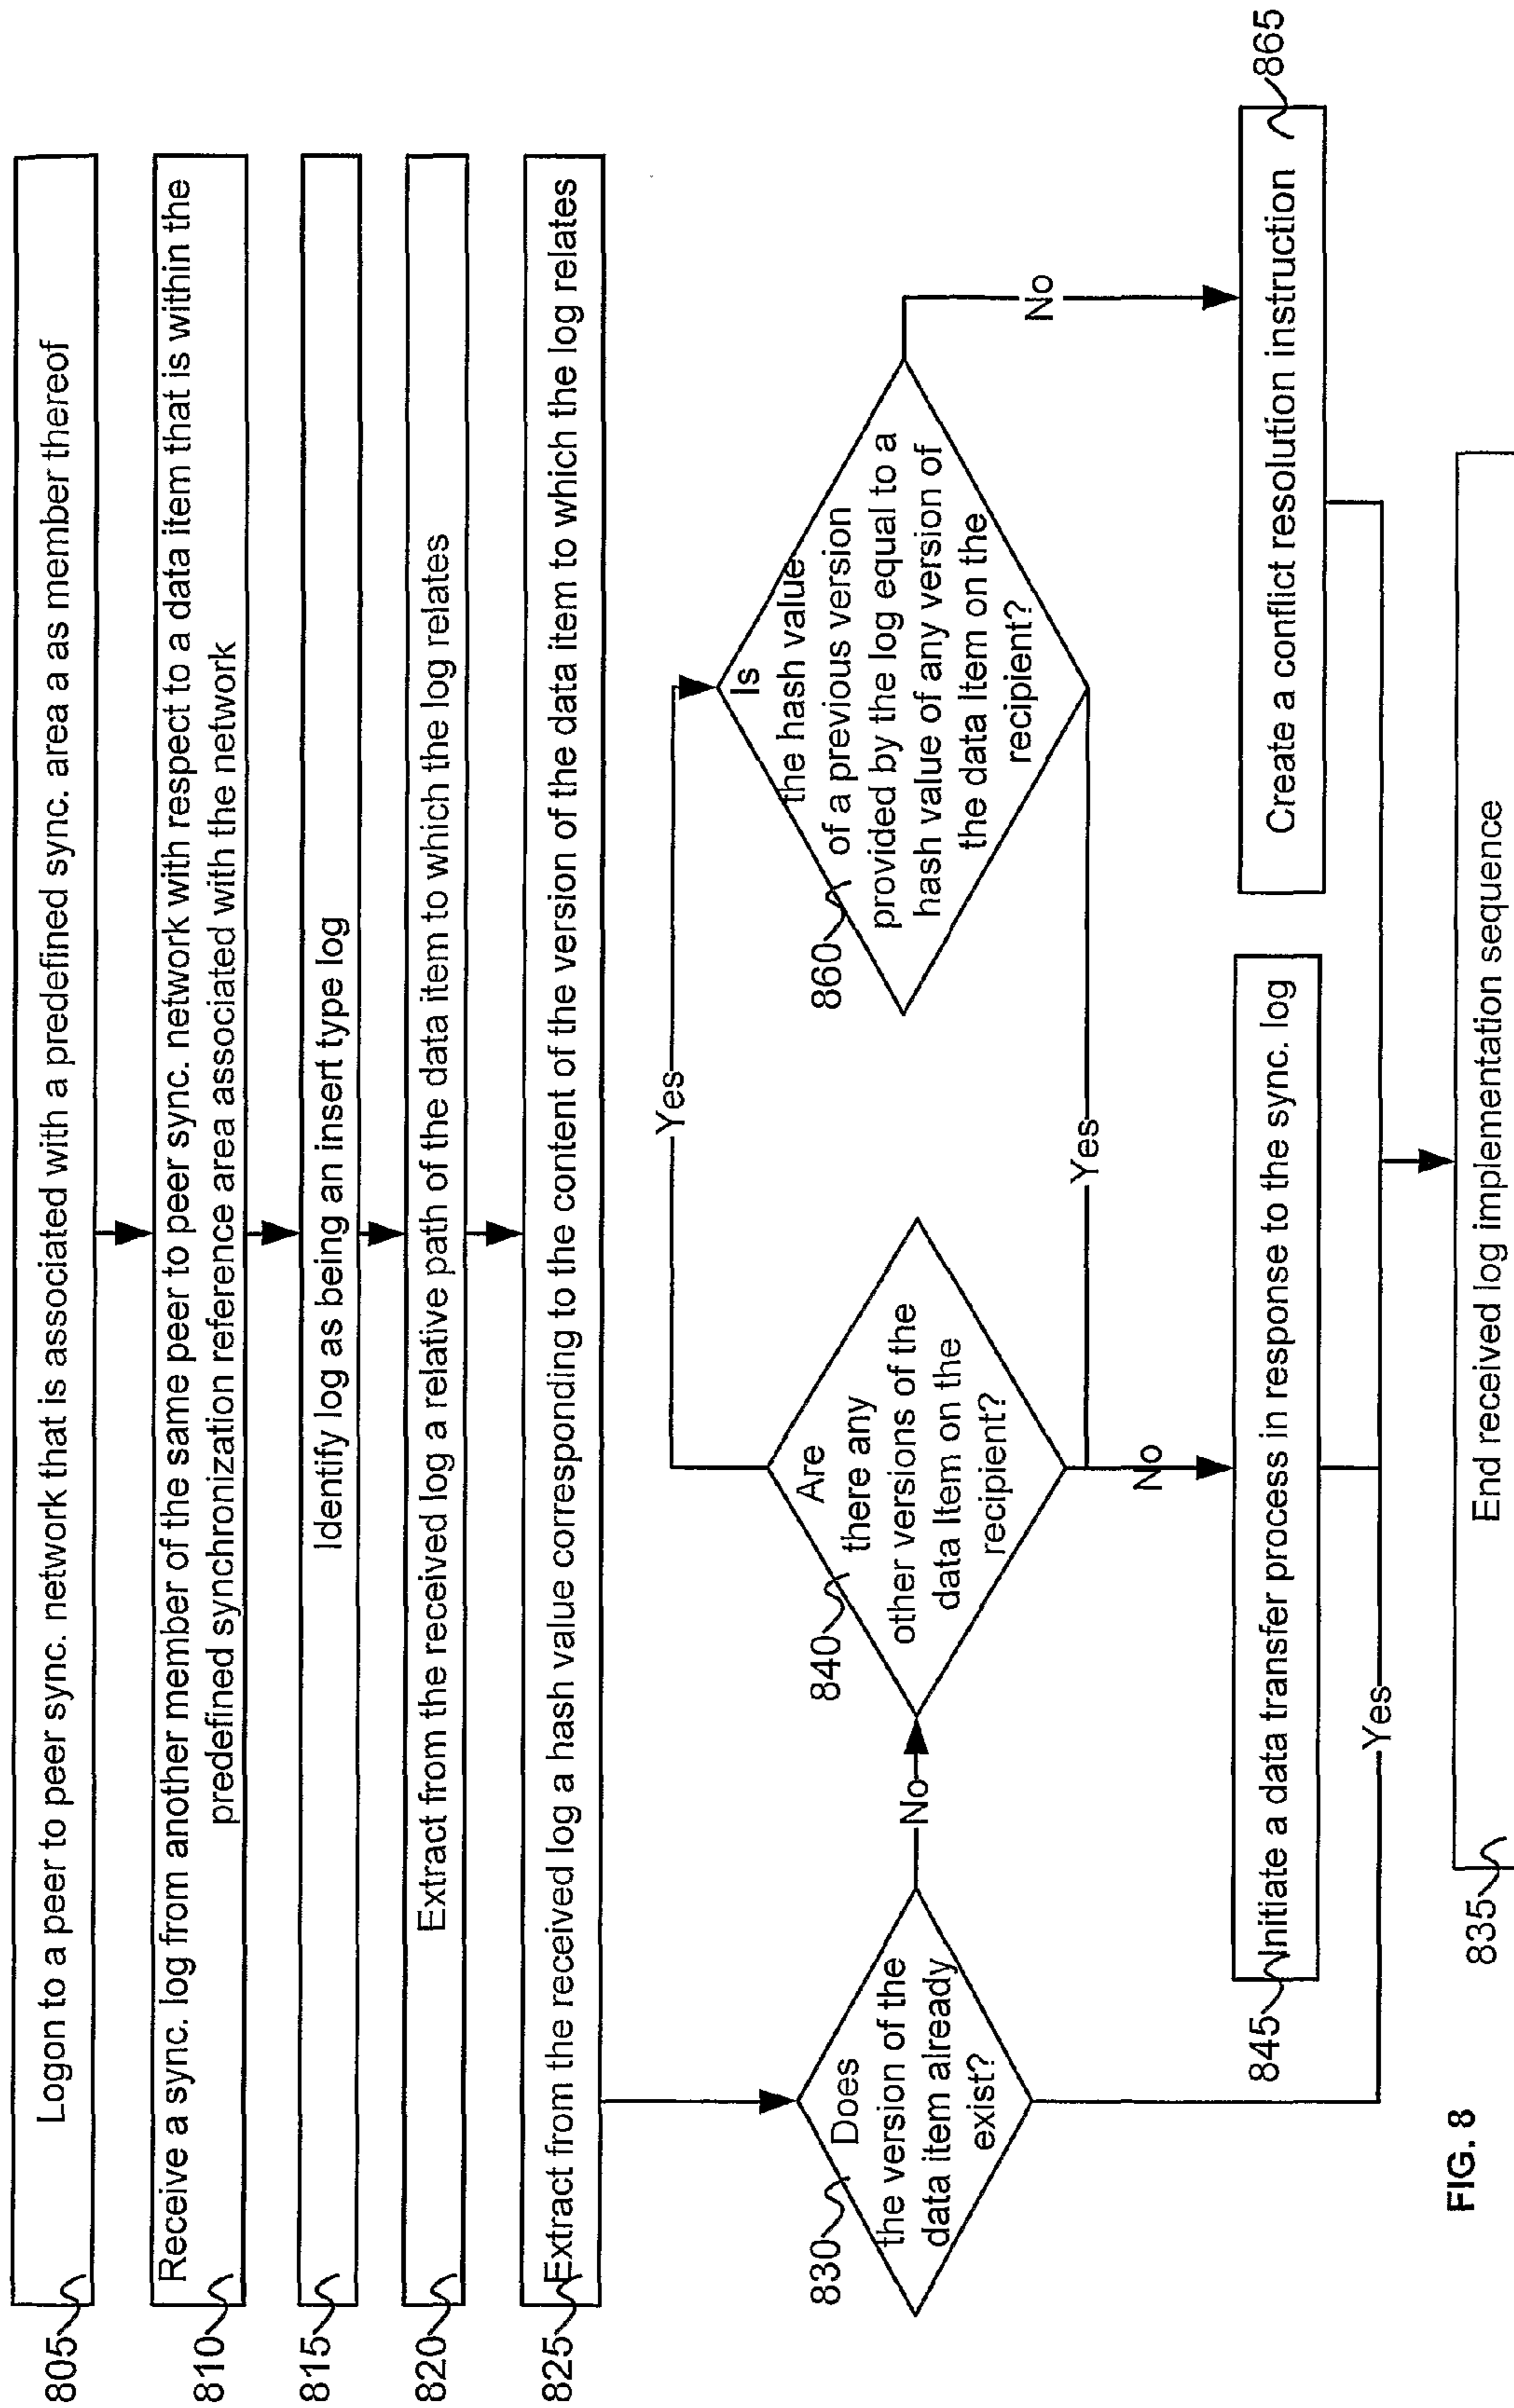 805
Logon to a peer to peer sync. network that is associated with a predefined sync. area a as member thereof
810
Receive a sync. log from another member of the same peer to peer sync. network with respect to a data item that is within the
predefined synchronization reference area associated with the network
815
Identify log as being an insert type log
820
Extract from the received log a relative path of the data item to which the log relates
825
Extract from the received log a hash value corresponding to the content of the version of the data item to which the log relates
830
Does
the version of the
data item already
exist?
No
840
Are
there any
other versions of the
data Item on the
recipient?
Yes
860
Is
the hash value
of a previous version
provided by the log equal to a
hash value of any version of
the data Item on the
recipient?
Yes
No
No
845
Initiate a data transfer process in response to the sync. log
Create a conflict resolution instruction
865
Yes
835
End received log implementation sequence
FIG. 8